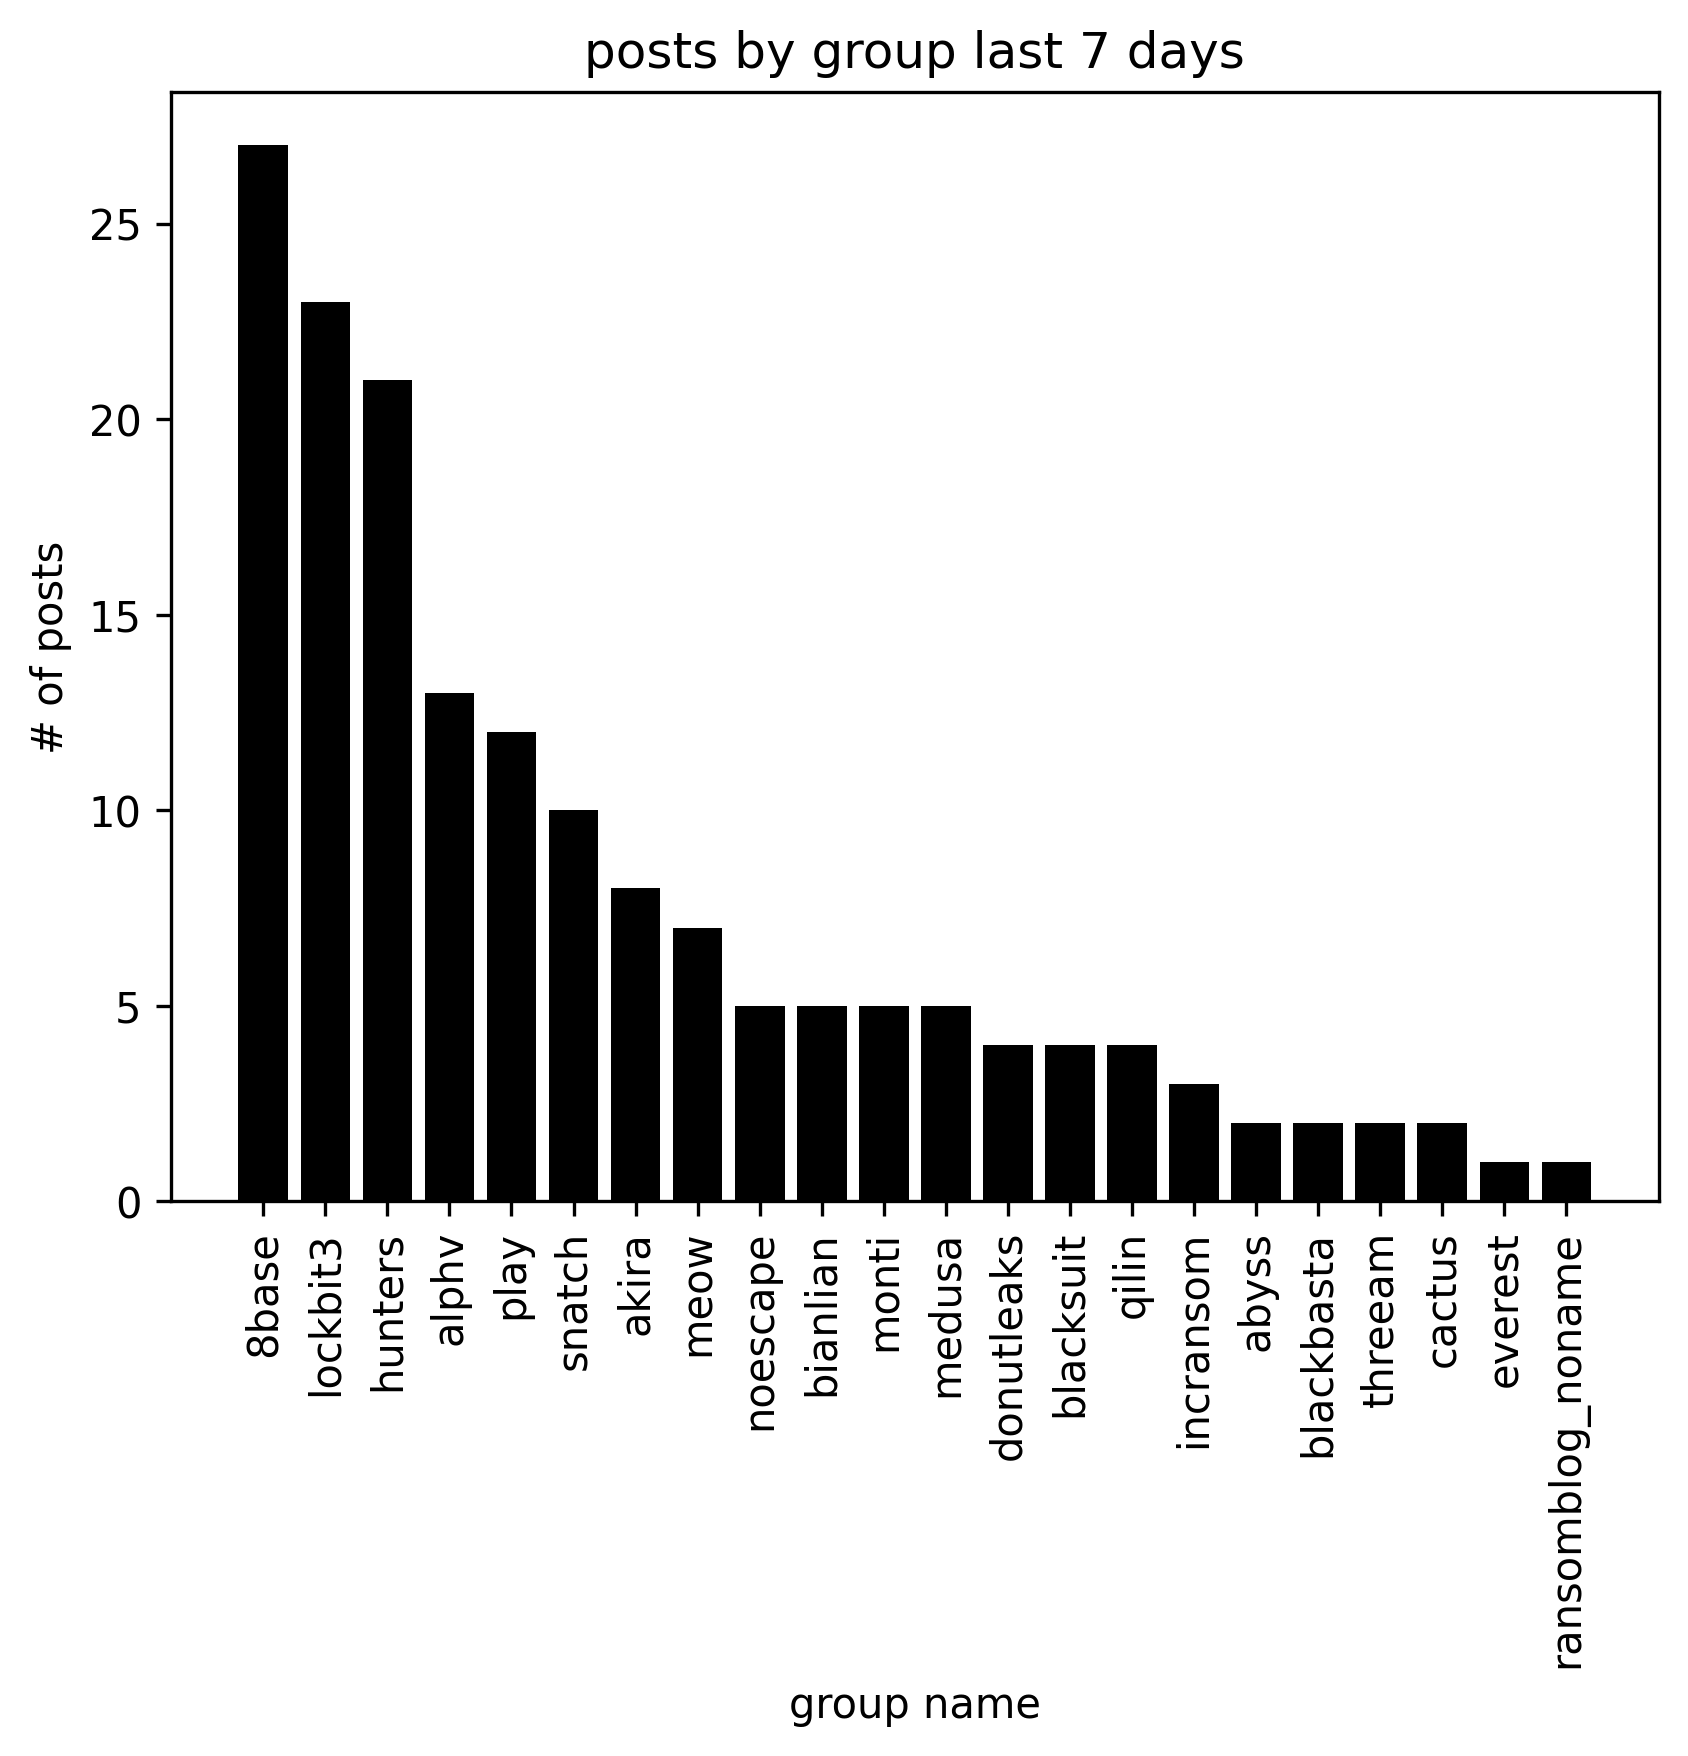 posts by group last 7 days
# of posts
25
20
15
10
5
0
8base
lockbit3
hunters
alphv
play
snatch
akira
meow
noescape
bianlian
monti
medusa
donutleaks
blacksuit
qilin
incransom
abyss
blackbasta
threeam
cactus
everest
ransomblog_noname
group name